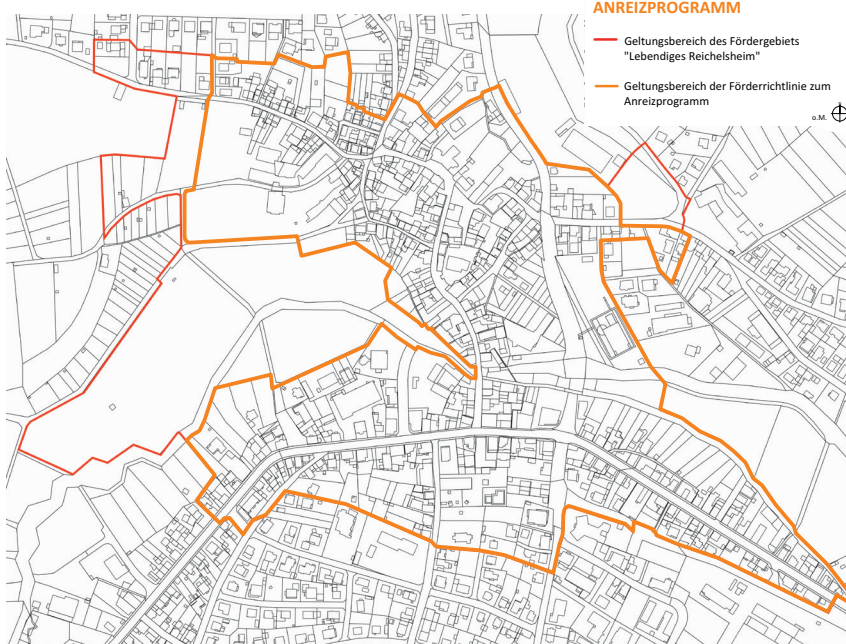 ANREIZPROGRAMM
Geltungsbereich des Fördergebiets
"Lebendiges Reichelsheim"
Geltungsbereich der Förderrichtlinie zum
Anreizprogramm
o.M.